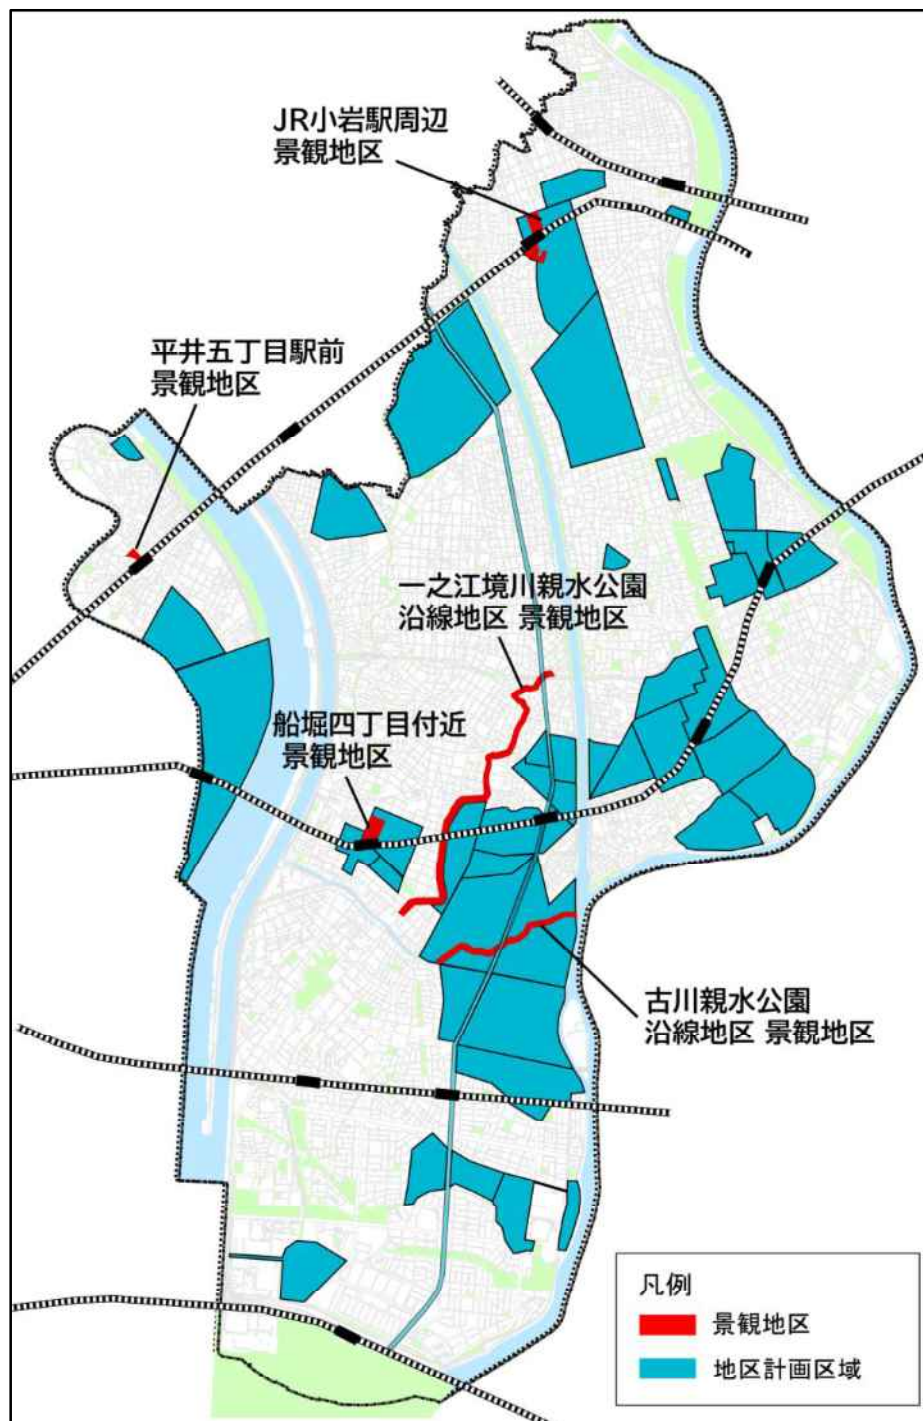 JR小岩駅周辺
景観地区
平井五丁目駅前
景観地区
一之江境川親水公園
沿線地区 景観地区
船堀四丁目付近
景観地区
古川親水公園
沿線地区 景観地区
凡例
景観地区
地区計画区域